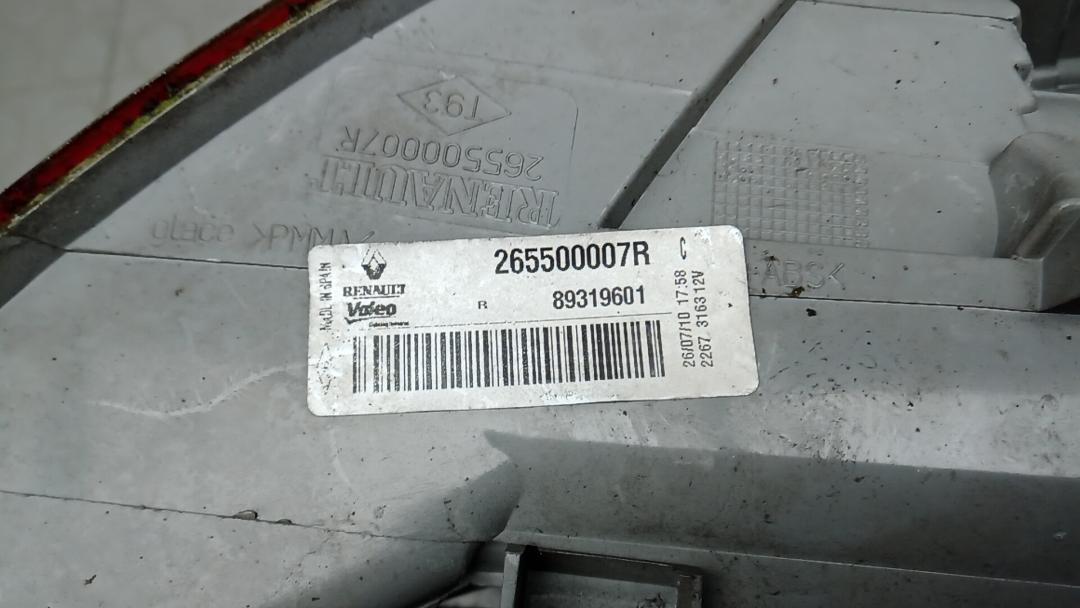 T93
265500007R
RENAULT
glace >PMMA<
>ABS<
265500007R C
RENAULT
Valeo
R 89319601
MADE IN SPAIN
26/07/10 17:58
2267 3163 12V